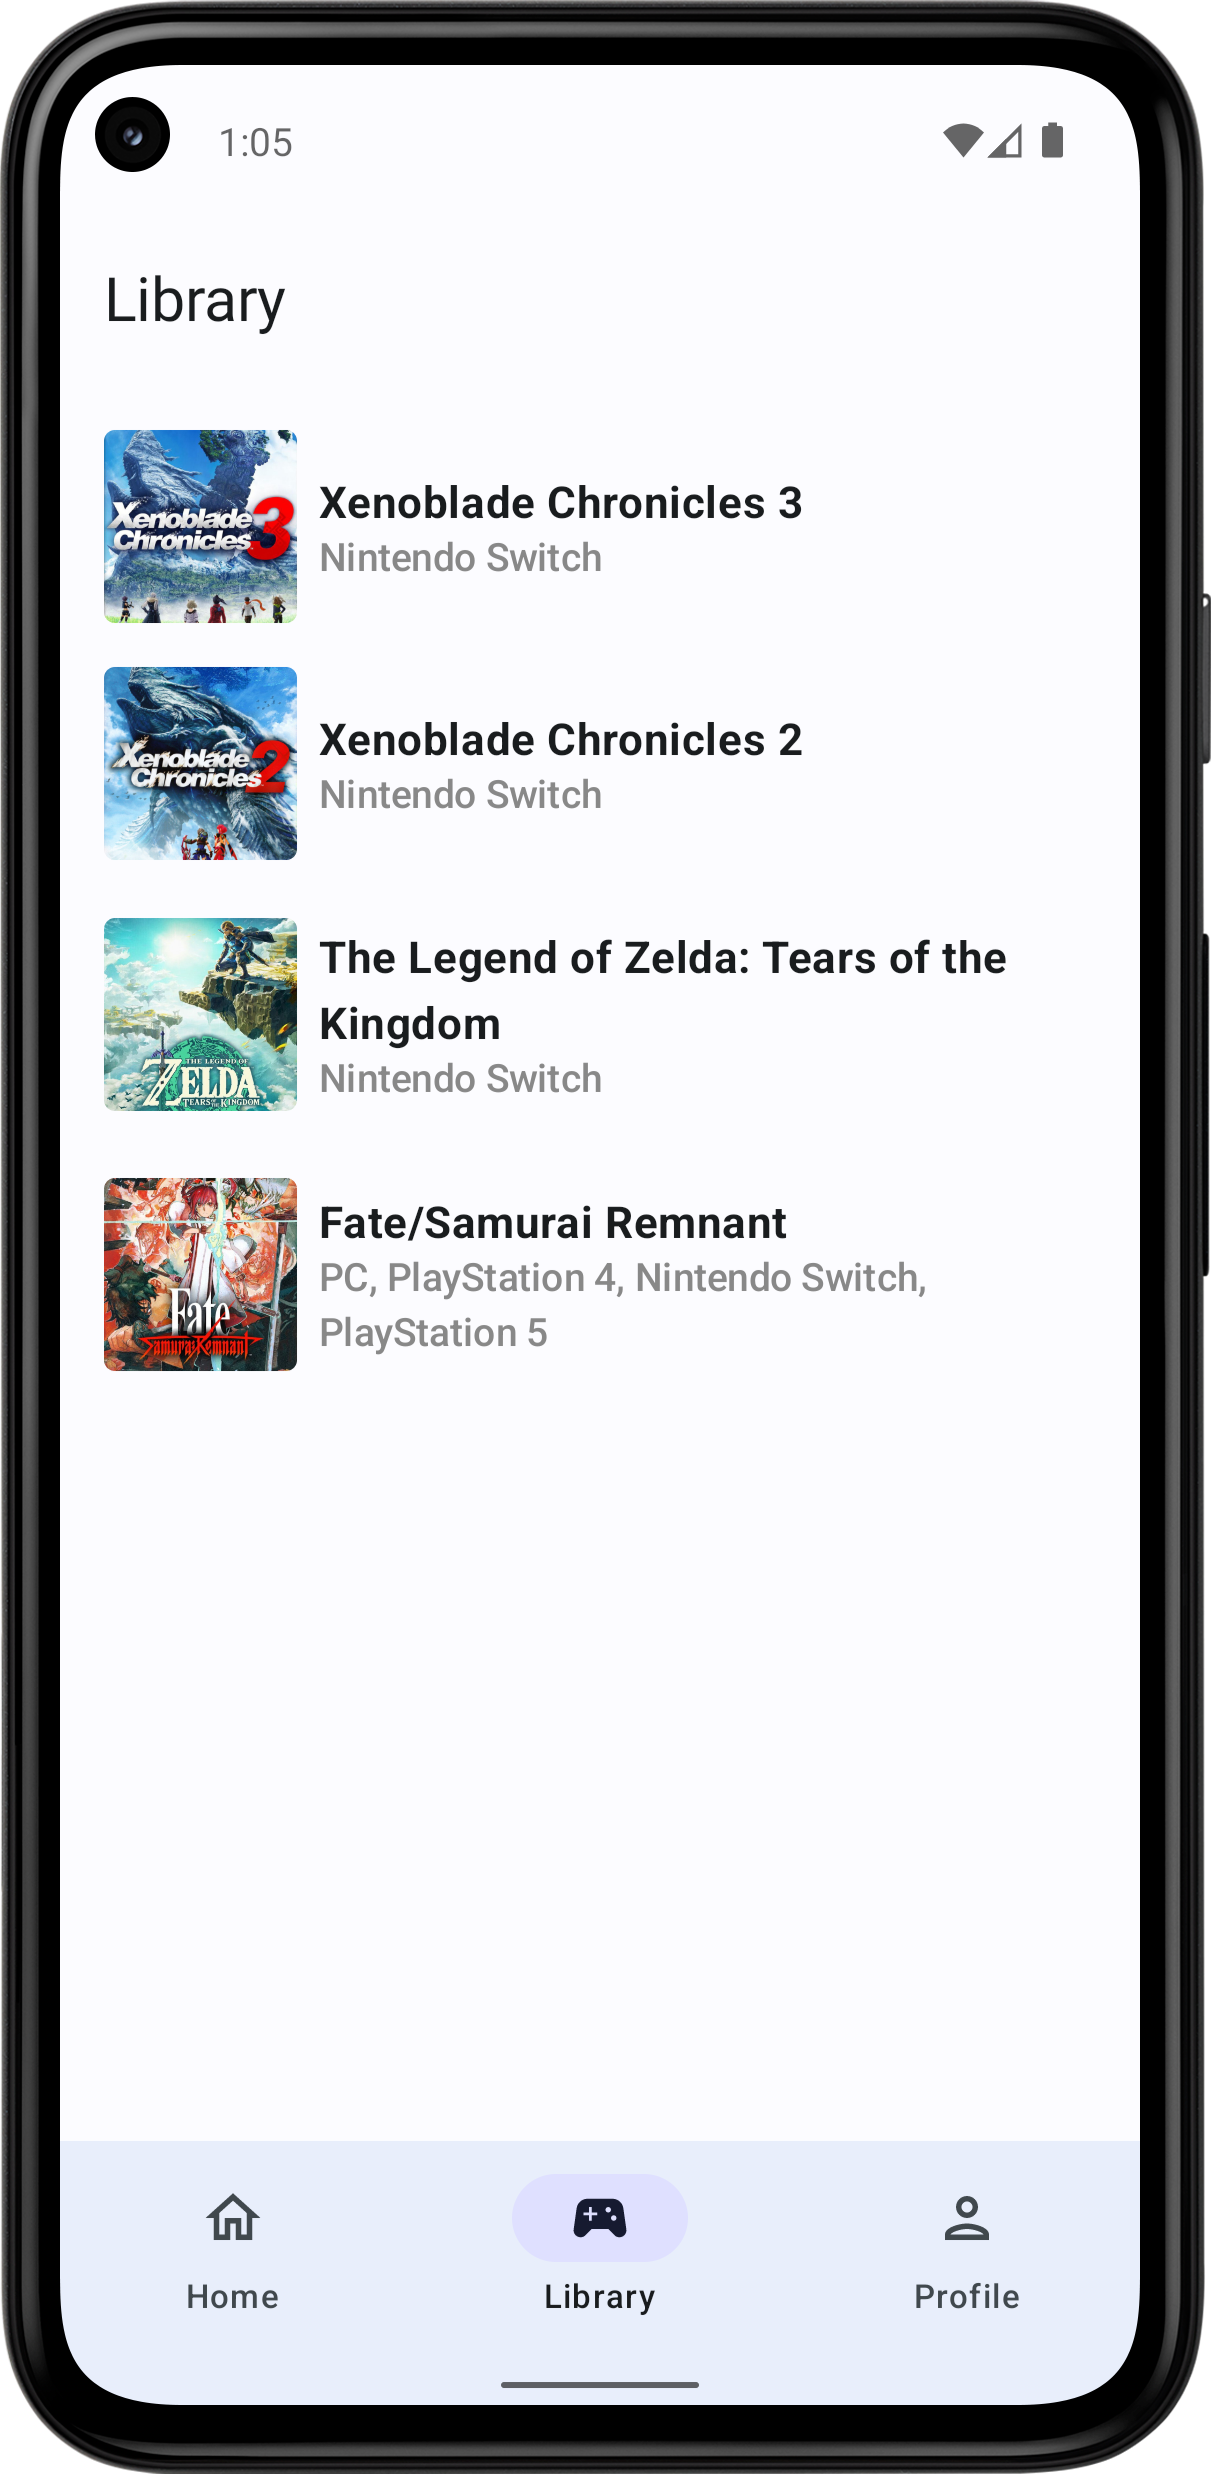 1:05
Library
Xenoblade
Chronicles 3
Xenoblade Chronicles 3
Nintendo Switch
Xenoblade
Chronicles 2
Xenoblade Chronicles 2
Nintendo Switch
THE LEGEND OF
ZELDA
TEARS OF THE KINGDOM
The Legend of Zelda: Tears of the
Kingdom
Nintendo Switch
Fate
Samurai Remnant
Fate/Samurai Remnant
PC, PlayStation 4, Nintendo Switch,
PlayStation 5
Home
Library
Profile